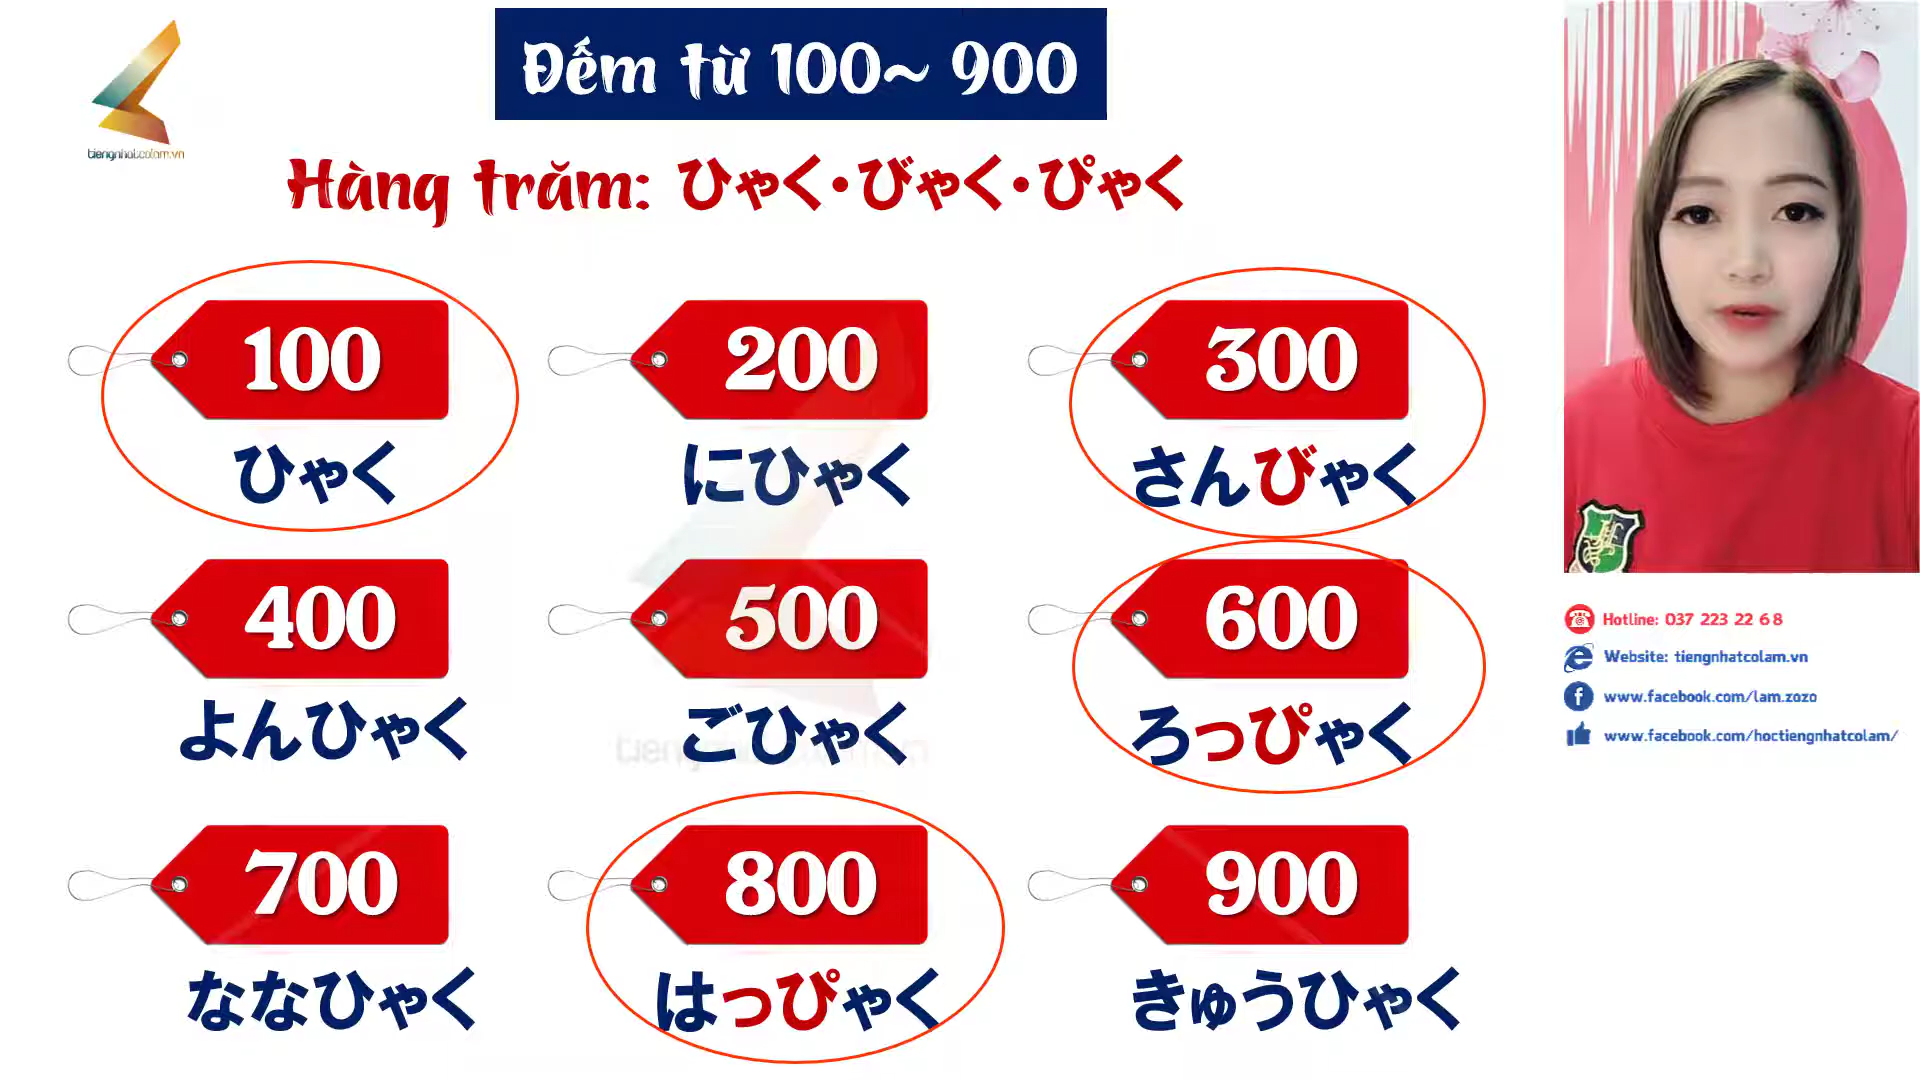 Đếm từ 100~ 900
tiengnhatcolam.vn
Hàng trăm: ひゃく・びゃく・ぴゃく
100
200
300
ひゃく
にひゃく
さんびゃく
400
500
600
よんひゃく
ごひゃく
ろっぴゃく
700
800
900
ななひゃく
はっぴゃく
きゅうひゃく
Hotline: 037 223 22 68
Website: tiengnhatcolam.vn
www.facebook.com/lam.zozo
www.facebook.com/hoctiengnhatcolam/